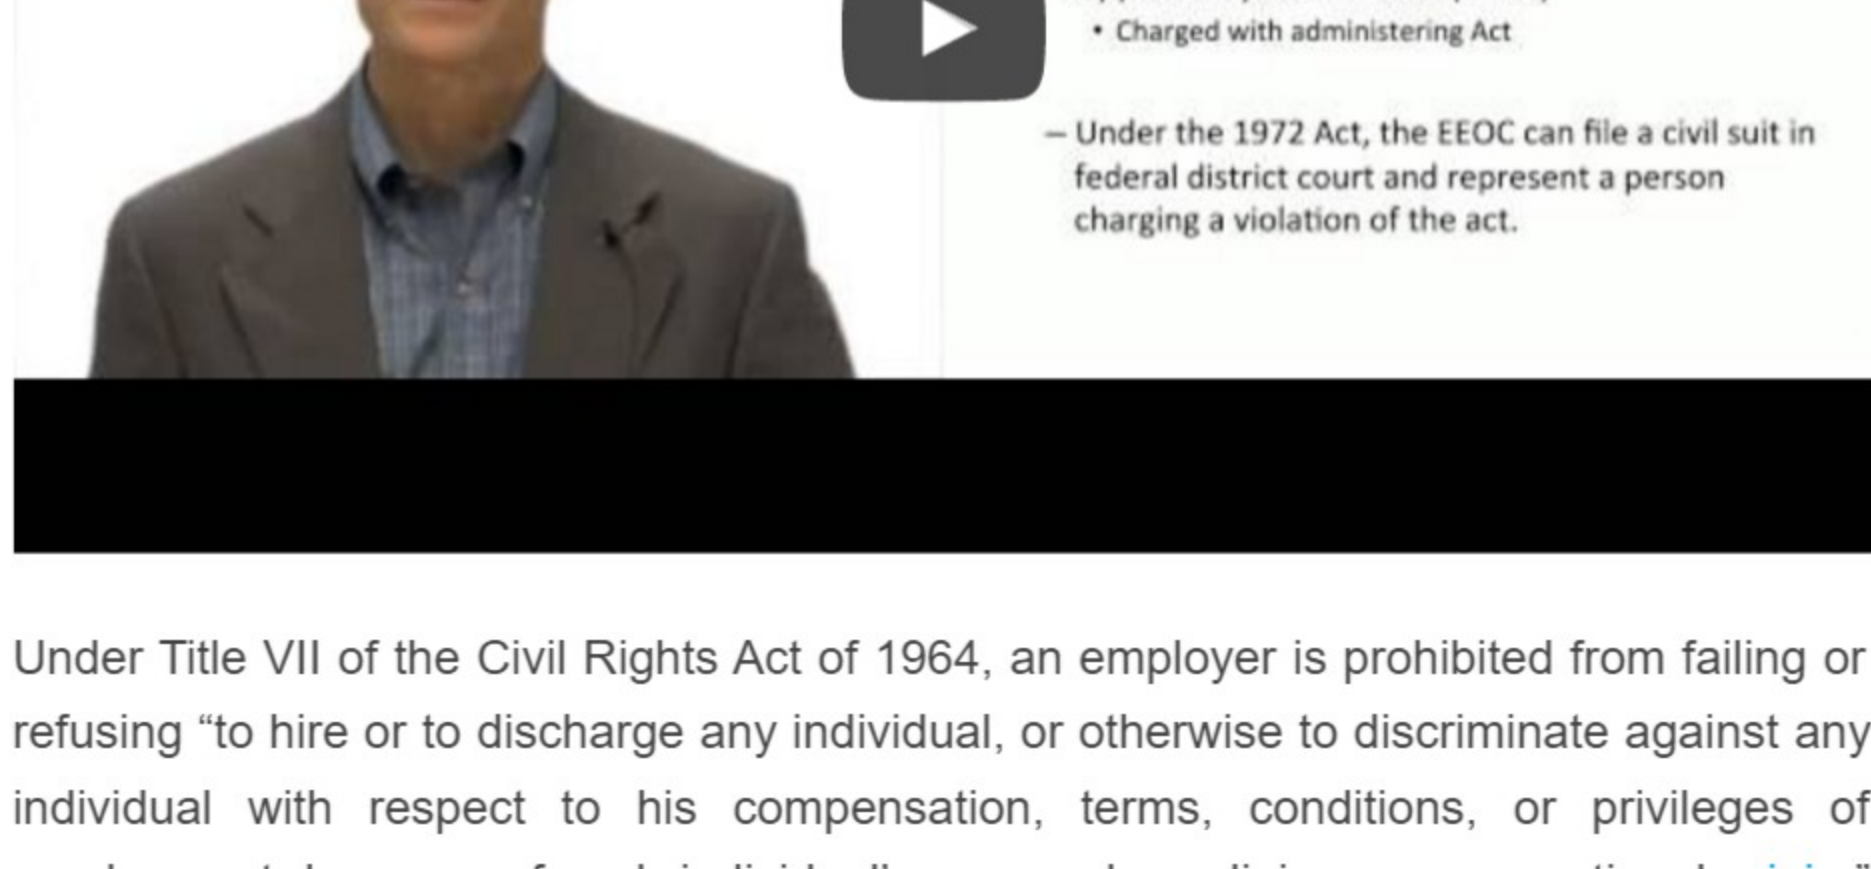 • Charged with administering Act
– Under the 1972 Act, the EEOC can file a civil suit in
federal district court and represent a person
charging a violation of the act.
Under Title VII of the Civil Rights Act of 1964, an employer is prohibited from failing or
refusing “to hire or to discharge any individual, or otherwise to discriminate against any
individual with respect to his compensation, terms, conditions, or privileges of